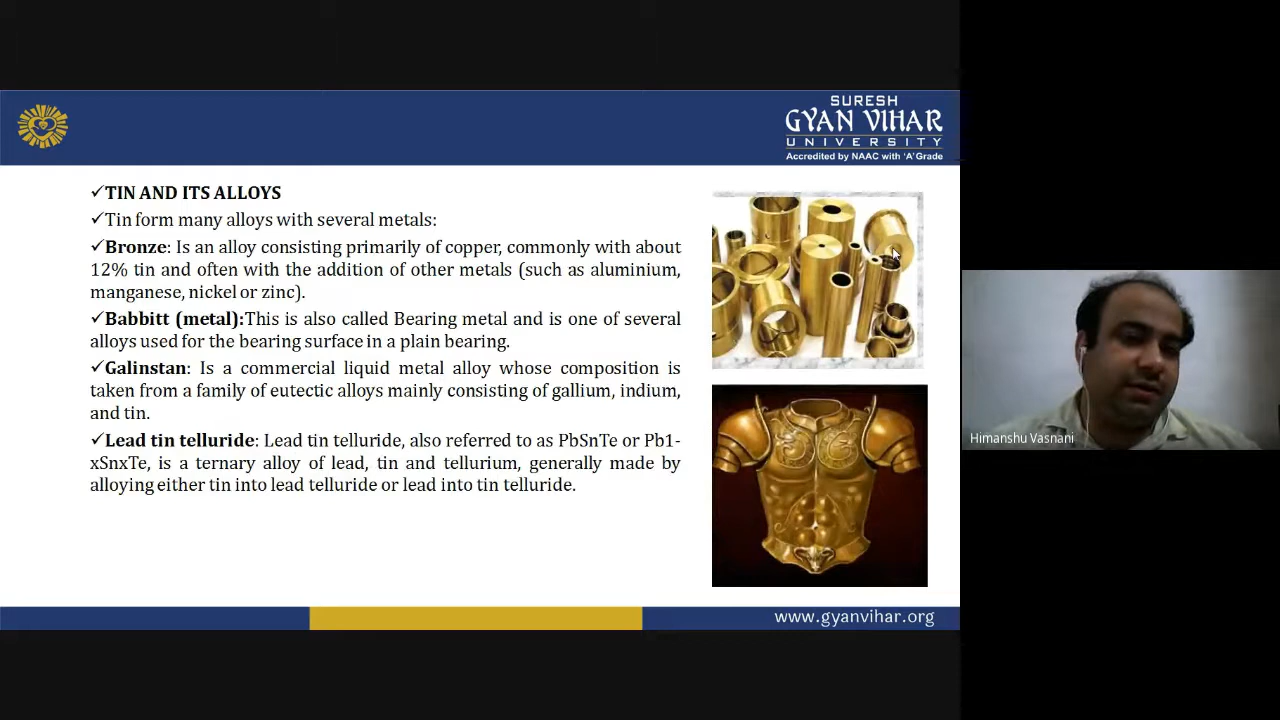 SURESH
GYAN VIHAR
UNIVERSITY
Accredited by NAAC with 'A' Grade
✓TIN AND ITS ALLOYS
✓Tin form many alloys with several metals:
✓Bronze: Is an alloy consisting primarily of copper, commonly with about
12% tin and often with the addition of other metals (such as aluminium,
manganese, nickel or zinc).
✓Babbitt (metal):This is also called Bearing metal and is one of several
alloys used for the bearing surface in a plain bearing.
✓Galinstan: Is a commercial liquid metal alloy whose composition is
taken from a family of eutectic alloys mainly consisting of gallium, indium,
and tin.
✓Lead tin telluride: Lead tin telluride, also referred to as PbSnTe or Pb1-
xSnxTe, is a ternary alloy of lead, tin and tellurium, generally made by
alloying either tin into lead telluride or lead into tin telluride.
Himanshu Vasnani
www.gyanvihar.org